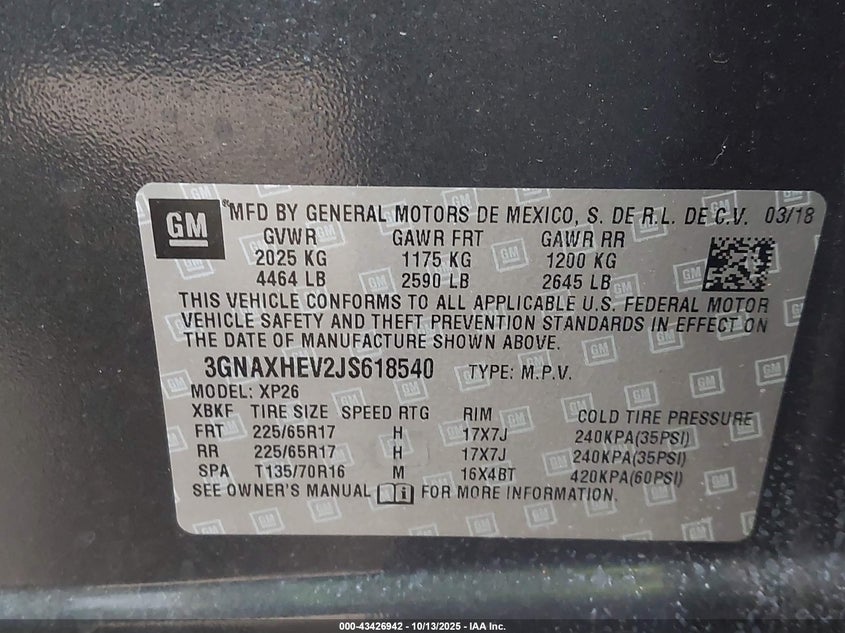 GM
MFD BY GENERAL MOTORS DE MEXICO, S. DE R.L. DE C.V. 03/18
GVWR GAWR FRT GAWR RR
2025 KG 1175 KG 1200 KG
4464 LB 2590 LB 2645 LB
THIS VEHICLE CONFORMS TO ALL APPLICABLE U.S. FEDERAL MOTOR
VEHICLE SAFETY AND THEFT PREVENTION STANDARDS IN EFFECT ON
THE DATE OF MANUFACTURE SHOWN ABOVE.
3GNAXHEV2JS618540 TYPE: M.P.V.
MODEL: XP26
XBKF TIRE SIZE SPEED RTG RIM COLD TIRE PRESSURE
FRT 225/65R17 H 17X7J 240KPA(35PSI)
RR 225/65R17 H 17X7J 240KPA(35PSI)
SPA T135/70R16 M 16X4BT 420KPA(60PSI)
SEE OWNER'S MANUAL FOR MORE INFORMATION.
000-43426942 - 10/13/2025 - IAA Inc.